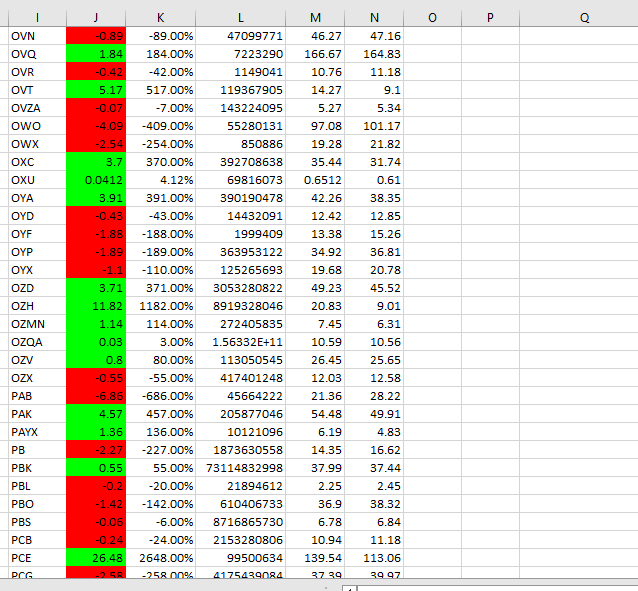 I J K L M N O P Q
OVN -0.89 -89.00% 47099771 46.27 47.16
OVQ 1.84 184.00% 7223290 166.67 164.83
OVR -0.42 -42.00% 1149041 10.76 11.18
OVT 5.17 517.00% 119367905 14.27 9.1
OVZA -0.07 -7.00% 143224095 5.27 5.34
OWO -4.09 -409.00% 55280131 97.08 101.17
OWX -2.54 -254.00% 850886 19.28 21.82
OXC 3.7 370.00% 392708638 35.44 31.74
OXU 0.0412 4.12% 69816073 0.6512 0.61
OYA 3.91 391.00% 390190478 42.26 38.35
OYD -0.43 -43.00% 14432091 12.42 12.85
OYF -1.88 -188.00% 1999409 13.38 15.26
OYP -1.89 -189.00% 363953122 34.92 36.81
OYX -1.1 -110.00% 125265693 19.68 20.78
OZD 3.71 371.00% 3053280822 49.23 45.52
OZH 11.82 1182.00% 8919328046 20.83 9.01
OZMN 1.14 114.00% 272405835 7.45 6.31
OZQA 0.03 3.00% 1.56332E+11 10.59 10.56
OZV 0.8 80.00% 113050545 26.45 25.65
OZX -0.55 -55.00% 417401248 12.03 12.58
PAB -6.86 -686.00% 45664222 21.36 28.22
PAK 4.57 457.00% 205877046 54.48 49.91
PAYX 1.36 136.00% 10121096 6.19 4.83
PB -2.27 -227.00% 1873630558 14.35 16.62
PBK 0.55 55.00% 73114832998 37.99 37.44
PBL -0.2 -20.00% 21894612 2.25 2.45
PBO -1.42 -142.00% 610406733 36.9 38.32
PBS -0.06 -6.00% 8716865730 6.78 6.84
PCB -0.24 -24.00% 2153280806 10.94 11.18
PCE 26.48 2648.00% 99500634 139.54 113.06
PCG -2.58 -258.00% 4175439084 37.39 39.97